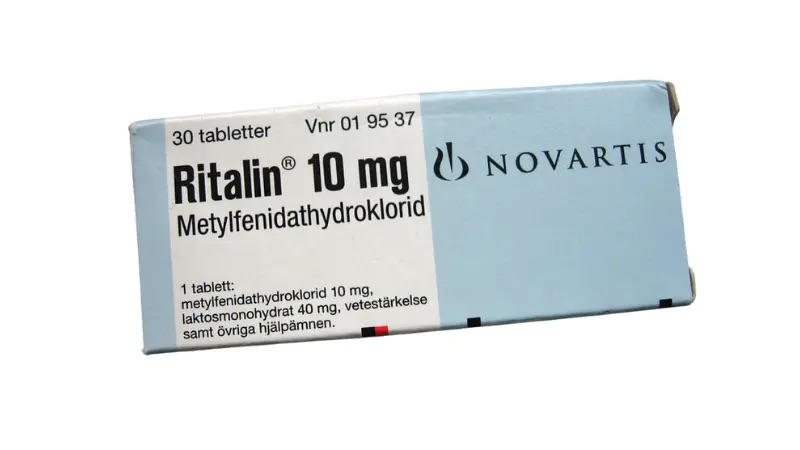 30 tabletter Vnr 01 95 37
Ritalin® 10 mg
Metylfenidathydroklorid
NOVARTIS
1 tablett:
metylfenidathydroklorid 10 mg,
laktosmonohydrat 40 mg, vetestärkelse
samt övriga hjälpämnen.